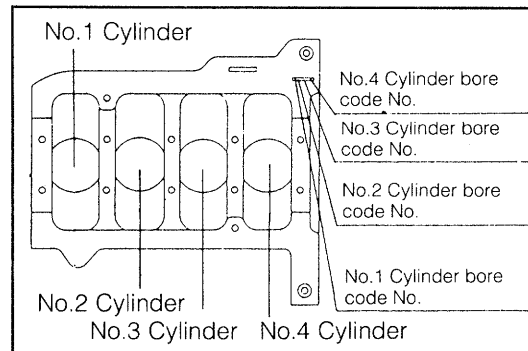 No.1 Cylinder
No.4 Cylinder bore
code No.
No.3 Cylinder bore
code No.
No.2 Cylinder bore
code No.
No.1 Cylinder bore
code No.
No.2 Cylinder
No.3 Cylinder No.4 Cylinder